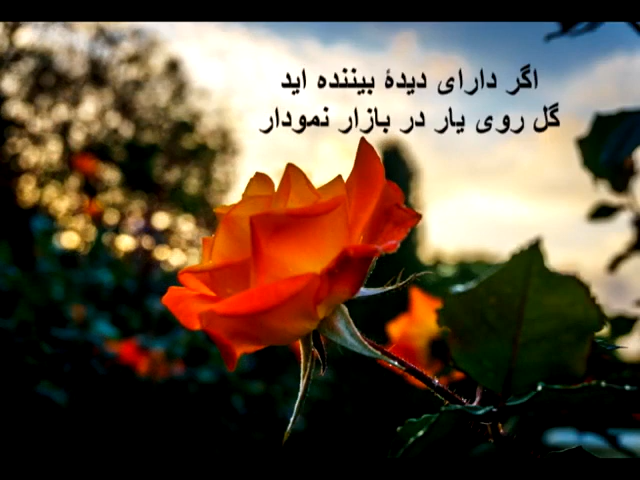 اگر دارای دیدهٔ بیننده اید
گل روی یار در بازار نمودار